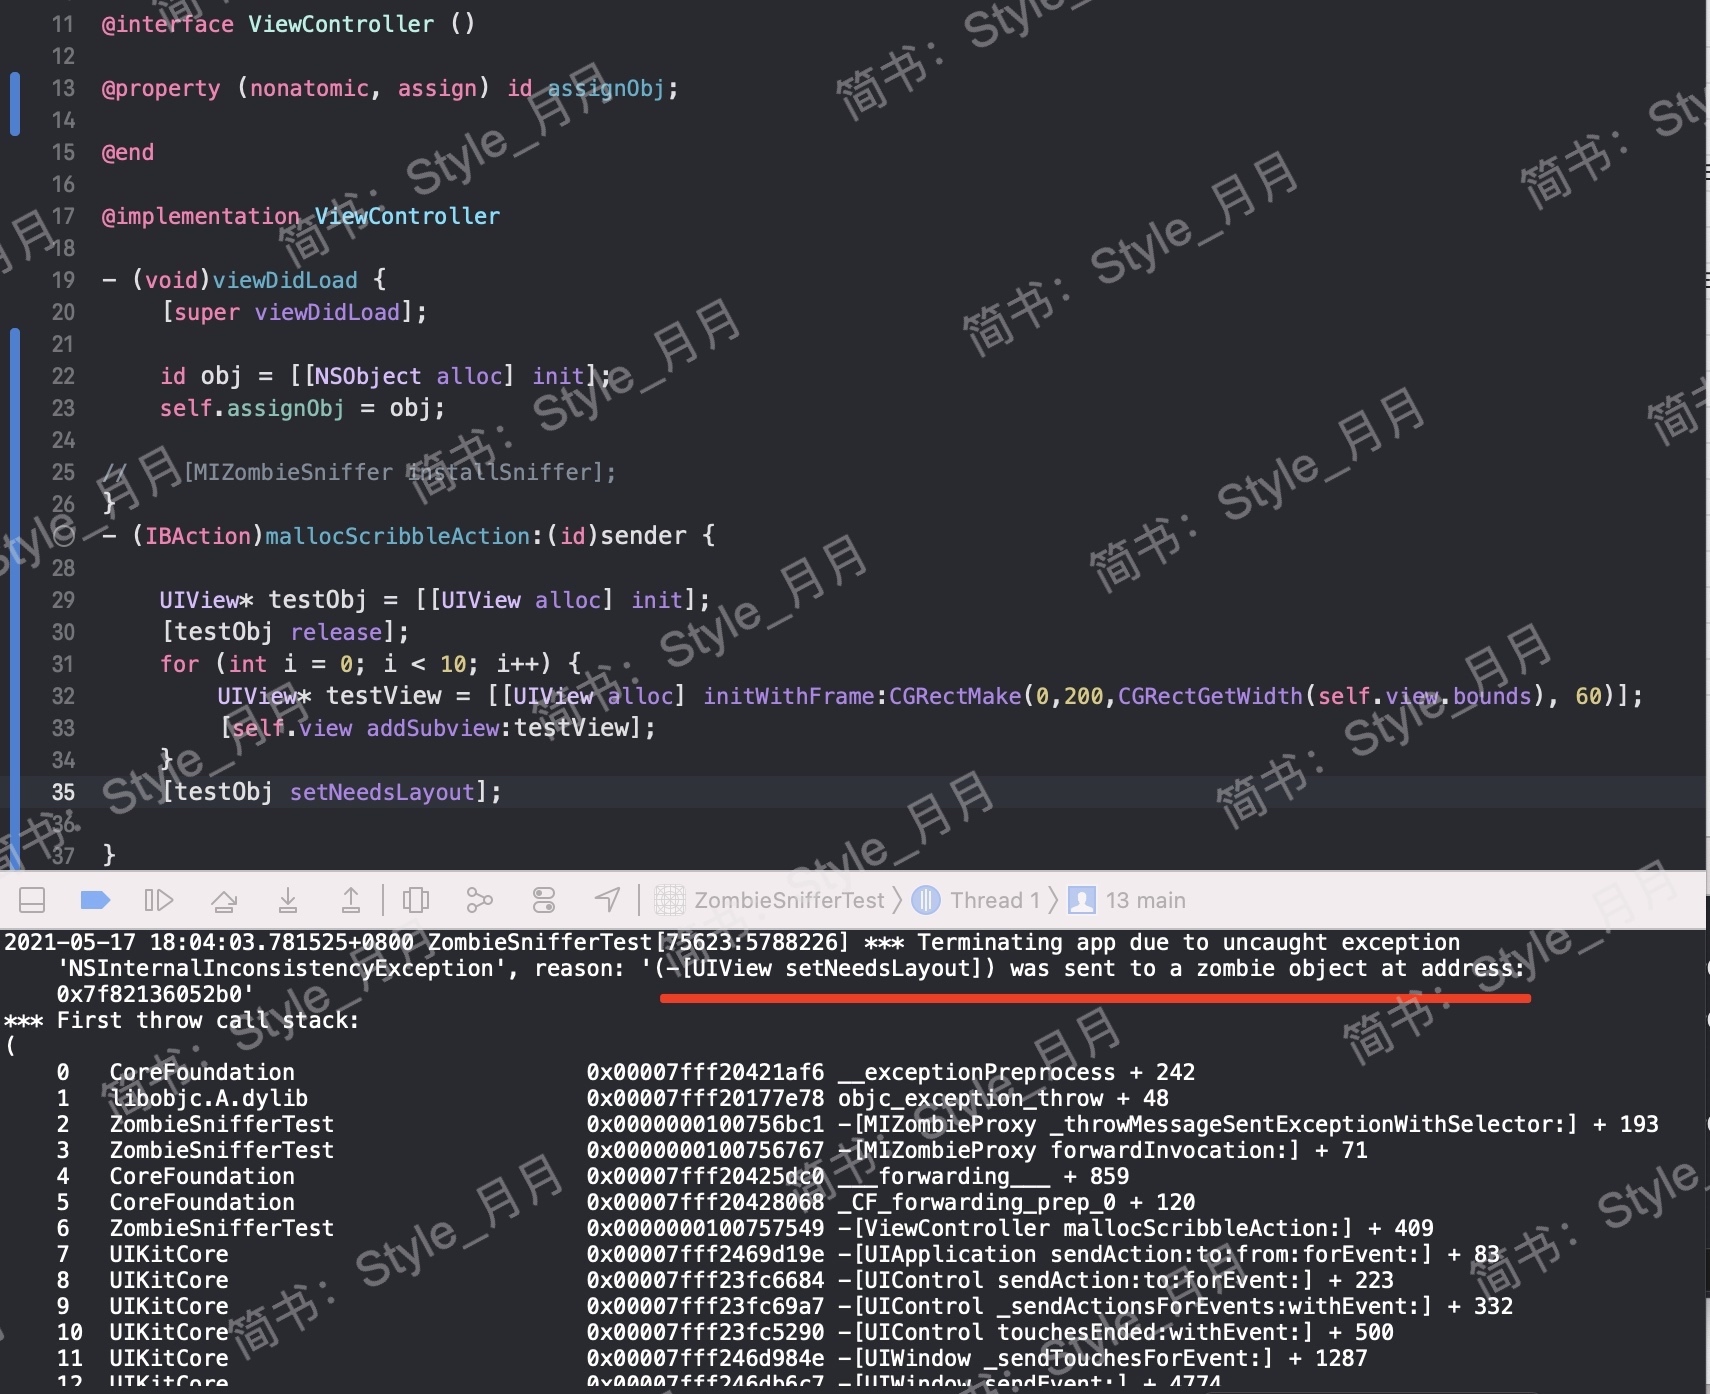 11 @interface ViewController ()
12
13 @property (nonatomic, assign) id assignObj;
14
15 @end
16
17 @implementation ViewController
18
19 - (void)viewDidLoad {
20 [super viewDidLoad];
21
22 id obj = [[NSObject alloc] init];
23 self.assignObj = obj;
24
25 // [MIZombieSniffer installSniffer];
26 }
- (IBAction)mallocScribbleAction:(id)sender {
28
29 UIView* testObj = [[UIView alloc] init];
30 [testObj release];
31 for (int i = 0; i < 10; i++) {
32 UIView* testView = [[UIView alloc] initWithFrame:CGRectMake(0,200,CGRectGetWidth(self.view.bounds), 60)];
33 [self.view addSubview:testView];
34 }
35 [testObj setNeedsLayout];
36
37 }
ZombieSnifferTest 〉 Thread 1 〉 13 main
2021-05-17 18:04:03.781525+0800 ZombieSnifferTest[75623:5788226] *** Terminating app due to uncaught exception
'NSInternalInconsistencyException', reason: '(-[UIView setNeedsLayout]) was sent to a zombie object at address:
0x7f82136052b0'
*** First throw call stack:
(
0 CoreFoundation 0x00007fff20421af6 __exceptionPreprocess + 242
1 libobjc.A.dylib 0x00007fff20177e78 objc_exception_throw + 48
2 ZombieSnifferTest 0x0000000100756bc1 -[MIZombieProxy _throwMessageSentExceptionWithSelector:] + 193
3 ZombieSnifferTest 0x0000000100756767 -[MIZombieProxy forwardInvocation:] + 71
4 CoreFoundation 0x00007fff20425dc0 ___forwarding___ + 859
5 CoreFoundation 0x00007fff20428068 _CF_forwarding_prep_0 + 120
6 ZombieSnifferTest 0x0000000100757549 -[ViewController mallocScribbleAction:] + 409
7 UIKitCore 0x00007fff2469d19e -[UIApplication sendAction:to:from:forEvent:] + 83
8 UIKitCore 0x00007fff23fc6684 -[UIControl sendAction:to:forEvent:] + 223
9 UIKitCore 0x00007fff23fc69a7 -[UIControl _sendActionsForEvents:withEvent:] + 332
10 UIKitCore 0x00007fff23fc5290 -[UIControl touchesEnded:withEvent:] + 500
11 UIKitCore 0x00007fff246d984e -[UIWindow _sendTouchesForEvent:] + 1287
12 UIKitCore 0x00007fff246db6c7 -[UIWindow sendEvent:] + 4774
简书：Style_月月